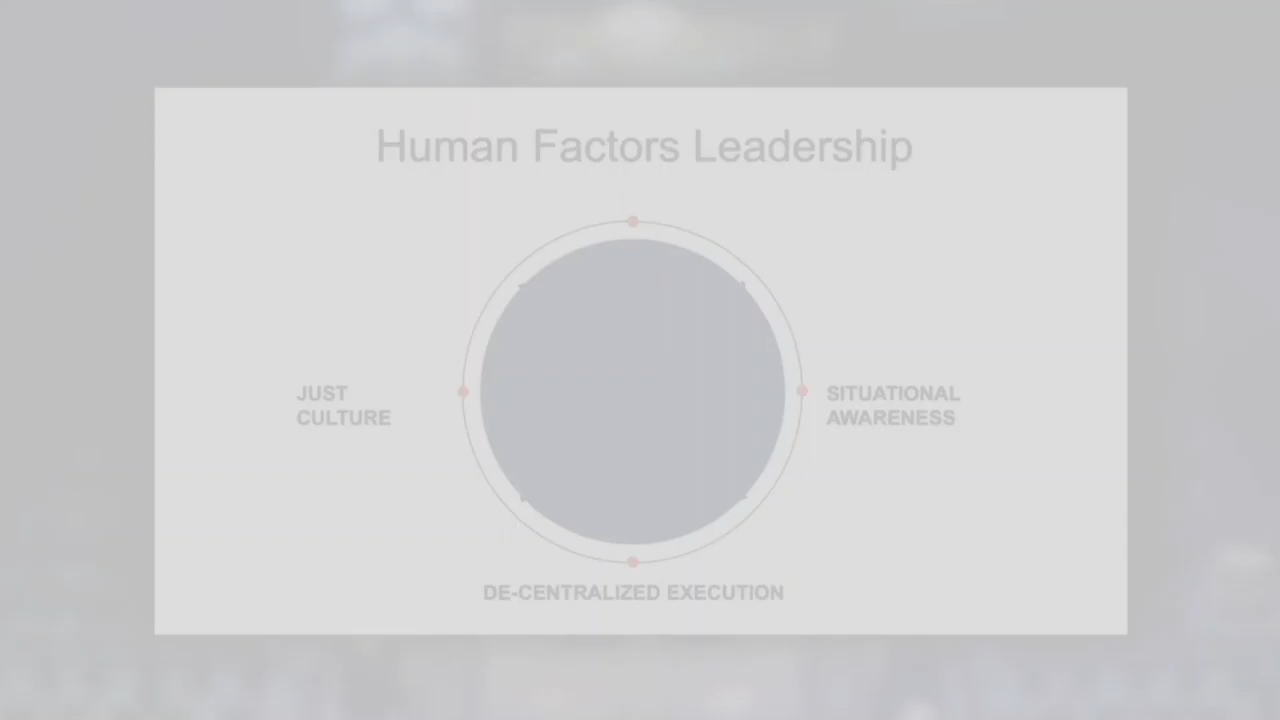 Human Factors Leadership
JUST
CULTURE
SITUATIONAL
AWARENESS
DE-CENTRALIZED EXECUTION